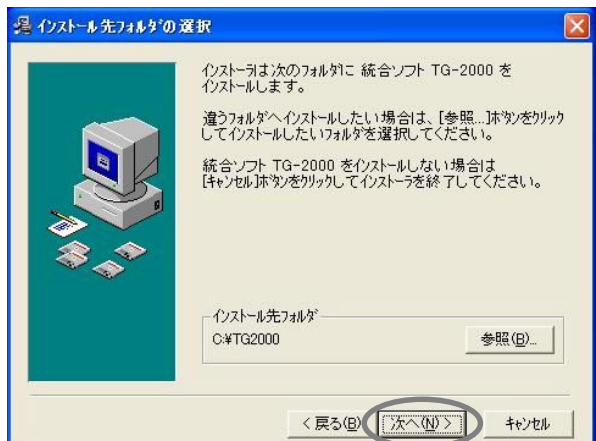 インストール先フォルダの選択
インストーラは次のフォルダに 統合ソフト TG-2000 を
インストールします。
違うフォルダへインストールしたい場合は、[参照...]ボタンをクリック
してインストールしたいフォルダを選択してください。
統合ソフト TG-2000 をインストールしない場合は
[キャンセル]ボタンをクリックしてインストーラを終了してください。
インストール先フォルダ
C:¥TG2000
参照(B)...
< 戻る(B)
次へ(N) >
キャンセル